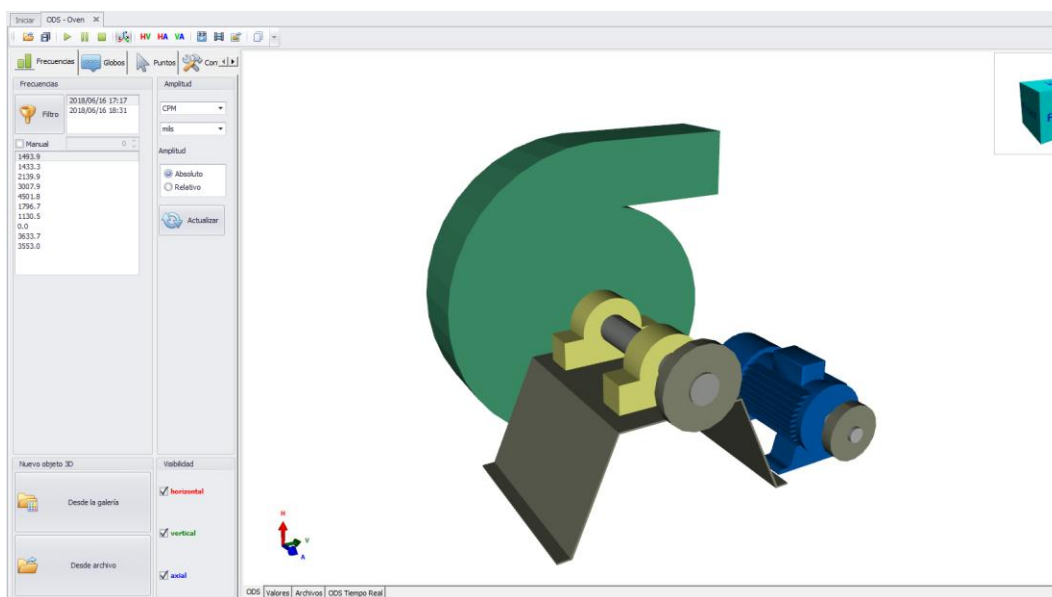 Iniciar
ODS - Oven
HV HA VA
Frecuencias
Globos
Puntos
Con
Frecuencias
Filtro
2018/06/16 17:17
2018/06/16 18:31
Manual
0
1493.9
1433.3
2139.9
3007.9
4501.8
1796.7
1130.5
0.0
3633.7
3553.0
Amplitud
CPM
mils
Amplitud
Absoluto
Relativo
Actualizar
Nuevo objeto 3D
Desde la galería
Desde archivo
Visibilidad
horizontal
vertical
axial
H
V
A
F
ODS
Valores
Archivos
ODS Tiempo Real